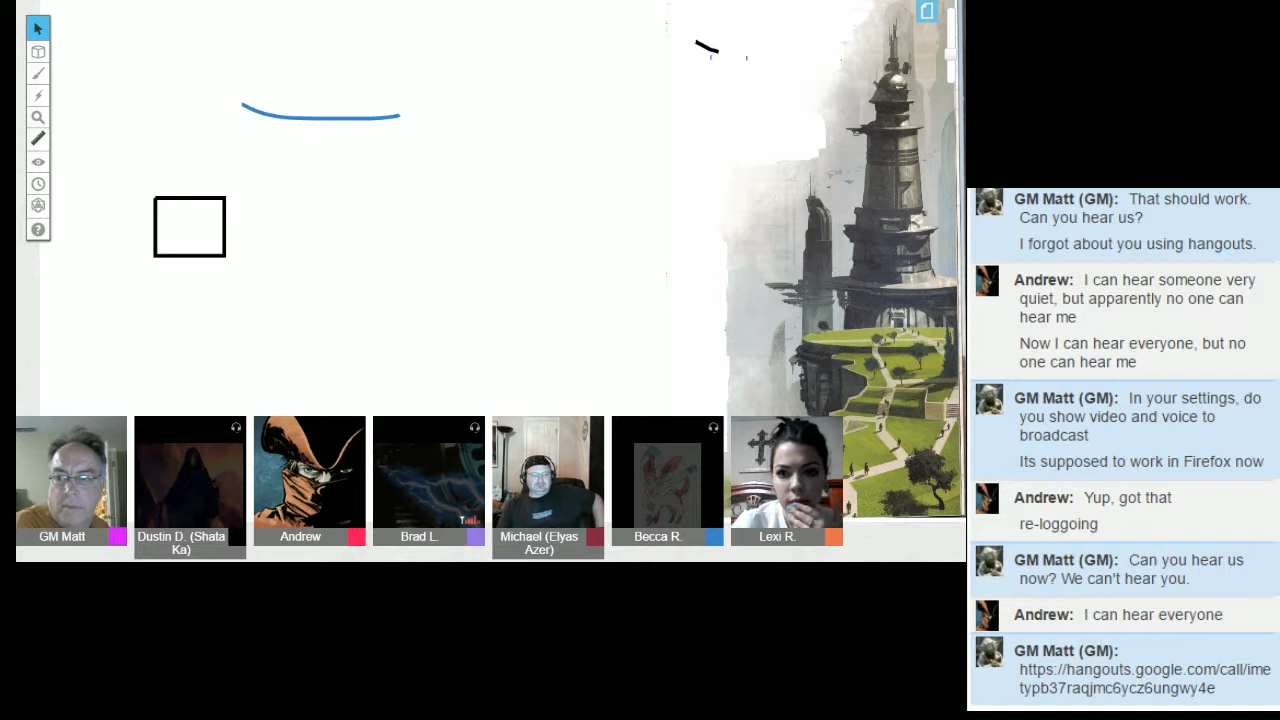 GM Matt (GM): That should work.
Can you hear us?
I forgot about you using hangouts.
Andrew: I can hear someone very
quiet, but apparently no one can
hear me
Now I can hear everyone, but no
one can hear me
GM Matt (GM): In your settings, do
you show video and voice to
broadcast
Its supposed to work in Firefox now
Andrew: Yup, got that
re-loggoing
GM Matt (GM): Can you hear us
now? We can't hear you.
Andrew: I can hear everyone
GM Matt (GM):
https://hangouts.google.com/call/ime
typb37raqjmc6ycz6ungwy4e
GM Matt
Dustin D. (Shata
Ka)
Andrew
Brad L.
Michael (Elyas
Azer)
Becca R.
Lexi R.